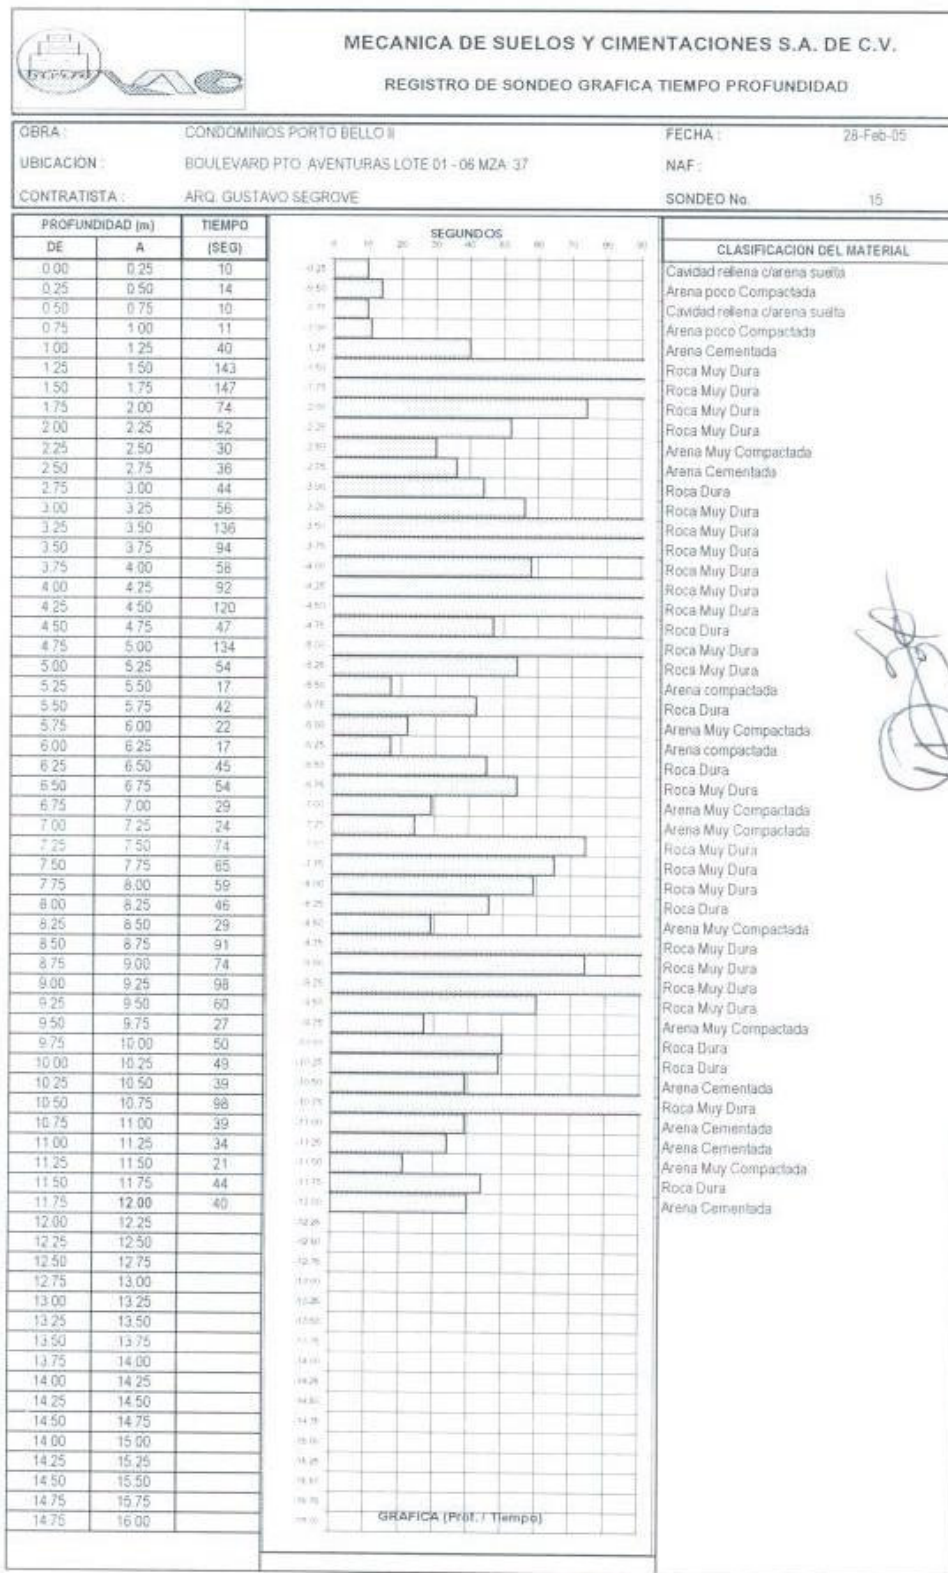 MECANICA DE SUELOS Y CIMENTACIONES S.A. DE C.V.
REGISTRO DE SONDEO GRAFICA TIEMPO PROFUNDIDAD
OBRA : CONDOMINIOS PORTO BELLO II FECHA : 28-Feb-05
UBICACION : BOULEVARD PTO. AVENTURAS LOTE 01 - 06 MZA 37 NAF :
CONTRATISTA : ARQ. GUSTAVO SEGROVE SONDEO No. 15
PROFUNDIDAD (m) TIEMPO SEGUNDOS
DE A (SEG) CLASIFICACION DEL MATERIAL
0.00 0.25 10 Cavidad rellena c/arena suelta
0.25 0.50 14 Arena poco Compactada
0.50 0.75 10 Cavidad rellena c/arena suelta
0.75 1.00 11 Arena poco Compactada
1.00 1.25 40 Arena Cementada
1.25 1.50 143 Roca Muy Dura
1.50 1.75 147 Roca Muy Dura
1.75 2.00 74 Roca Muy Dura
2.00 2.25 52 Roca Muy Dura
2.25 2.50 30 Arena Muy Compactada
2.50 2.75 36 Arena Cementada
2.75 3.00 44 Roca Dura
3.00 3.25 56 Roca Muy Dura
3.25 3.50 136 Roca Muy Dura
3.50 3.75 94 Roca Muy Dura
3.75 4.00 58 Roca Muy Dura
4.00 4.25 92 Roca Muy Dura
4.25 4.50 120 Roca Muy Dura
4.50 4.75 47 Roca Dura
4.75 5.00 134 Roca Muy Dura
5.00 5.25 54 Roca Muy Dura
5.25 5.50 17 Arena compactada
5.50 5.75 42 Roca Dura
5.75 6.00 22 Arena Muy Compactada
6.00 6.25 17 Arena compactada
6.25 6.50 45 Roca Dura
6.50 6.75 54 Roca Muy Dura
6.75 7.00 29 Arena Muy Compactada
7.00 7.25 24 Arena Muy Compactada
7.25 7.50 74 Roca Muy Dura
7.50 7.75 65 Roca Muy Dura
7.75 8.00 59 Roca Muy Dura
8.00 8.25 46 Roca Dura
8.25 8.50 29 Arena Muy Compactada
8.50 8.75 91 Roca Muy Dura
8.75 9.00 74 Roca Muy Dura
9.00 9.25 98 Roca Muy Dura
9.25 9.50 60 Roca Muy Dura
9.50 9.75 27 Arena Muy Compactada
9.75 10.00 50 Roca Dura
10.00 10.25 49 Roca Dura
10.25 10.50 39 Arena Cementada
10.50 10.75 98 Roca Muy Dura
10.75 11.00 39 Arena Cementada
11.00 11.25 34 Arena Cementada
11.25 11.50 21 Arena Muy Compactada
11.50 11.75 44 Roca Dura
11.75 12.00 40 Arena Cementada
12.00 12.25
12.25 12.50
12.50 12.75
12.75 13.00
13.00 13.25
13.25 13.50
13.50 13.75
13.75 14.00
14.00 14.25
14.25 14.50
14.50 14.75
14.00 15.00
14.25 15.25
14.50 15.50
14.75 15.75
14.75 16.00
GRAFICA (Prof. / Tiempo)